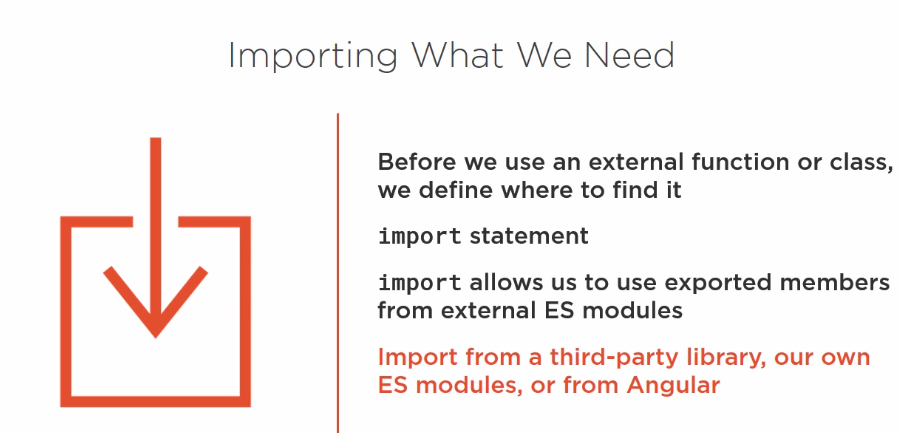 Importing What We Need
Before we use an external function or class,
we define where to find it
import statement
import allows us to use exported members
from external ES modules
Import from a third-party library, our own
ES modules, or from Angular